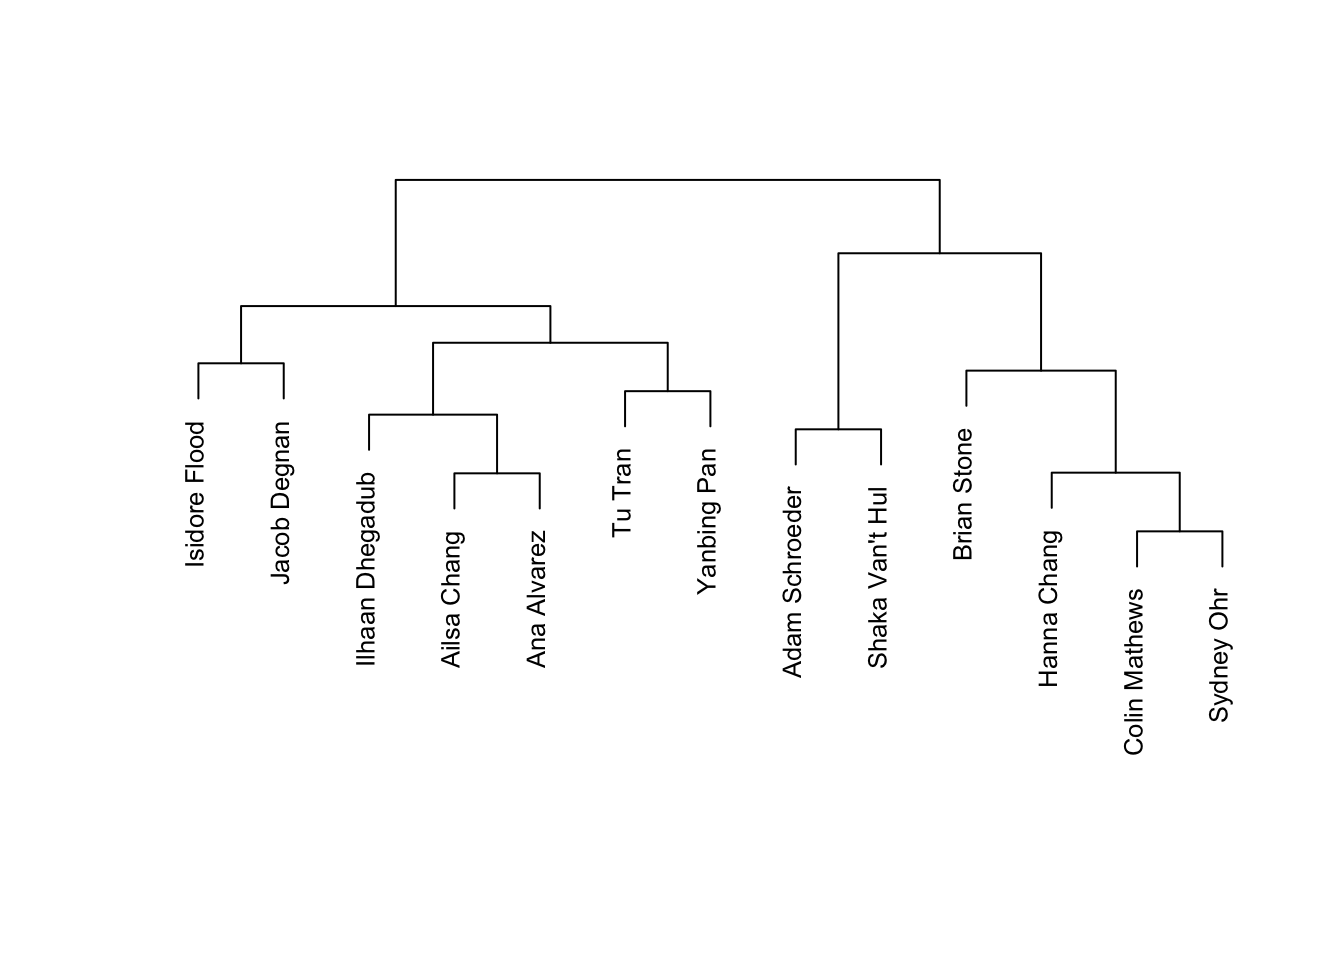 Isidore Flood
Jacob Degnan
Ilhaan Dhegadub
Ailsa Chang
Ana Alvarez
Tu Tran
Yanbing Pan
Adam Schroeder
Shaka Van't Hul
Brian Stone
Hanna Chang
Colin Mathews
Sydney Ohr